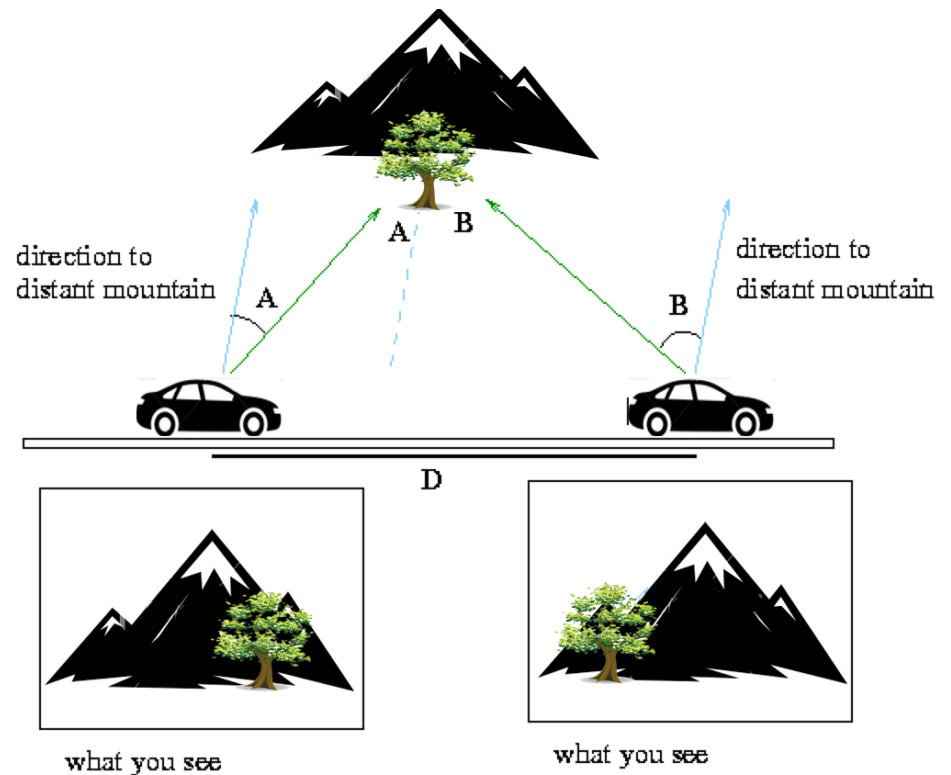 A B
direction to
distant mountain
A
B
direction to
distant mountain
D
what you see
what you see